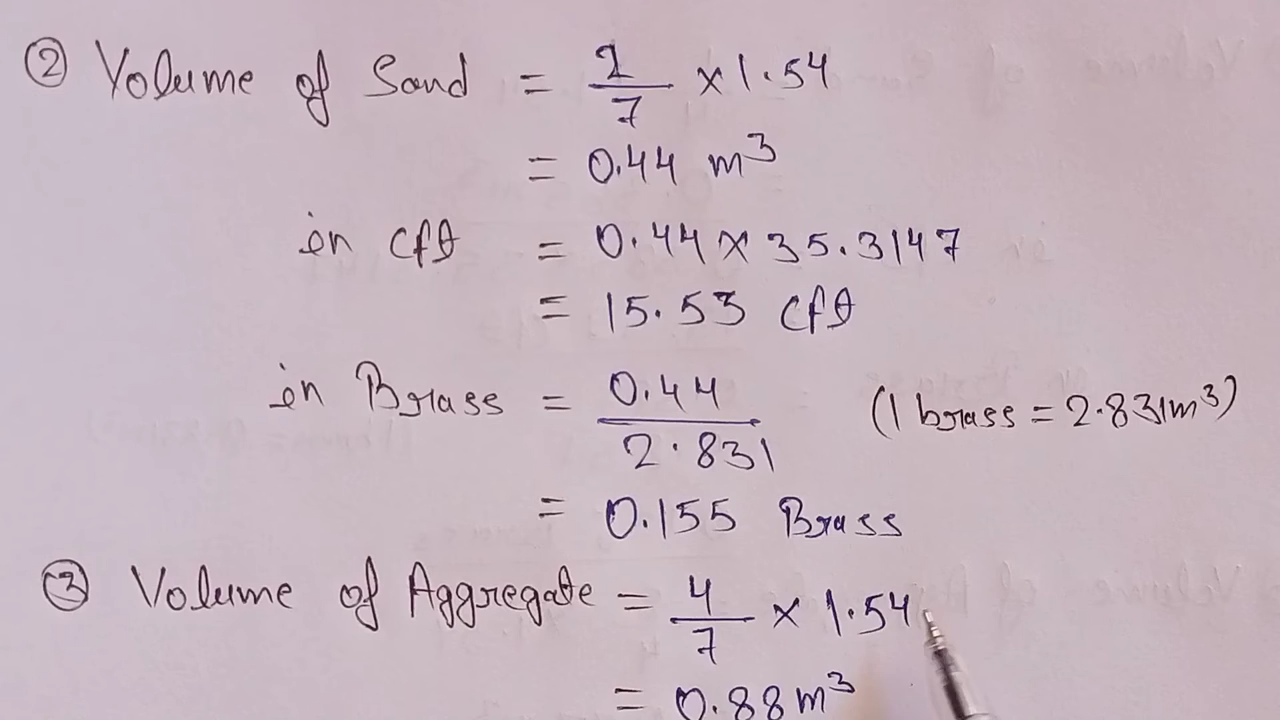 ② Volume of Sand = 2/7 × 1.54
= 0.44 m³
in cft = 0.44 × 35.3147
= 15.53 cft
in Brass = 0.44/2.831 (1 brass = 2.831m³)
= 0.155 Brass
③ Volume of Aggregate = 4/7 × 1.54
= 0.88 m³